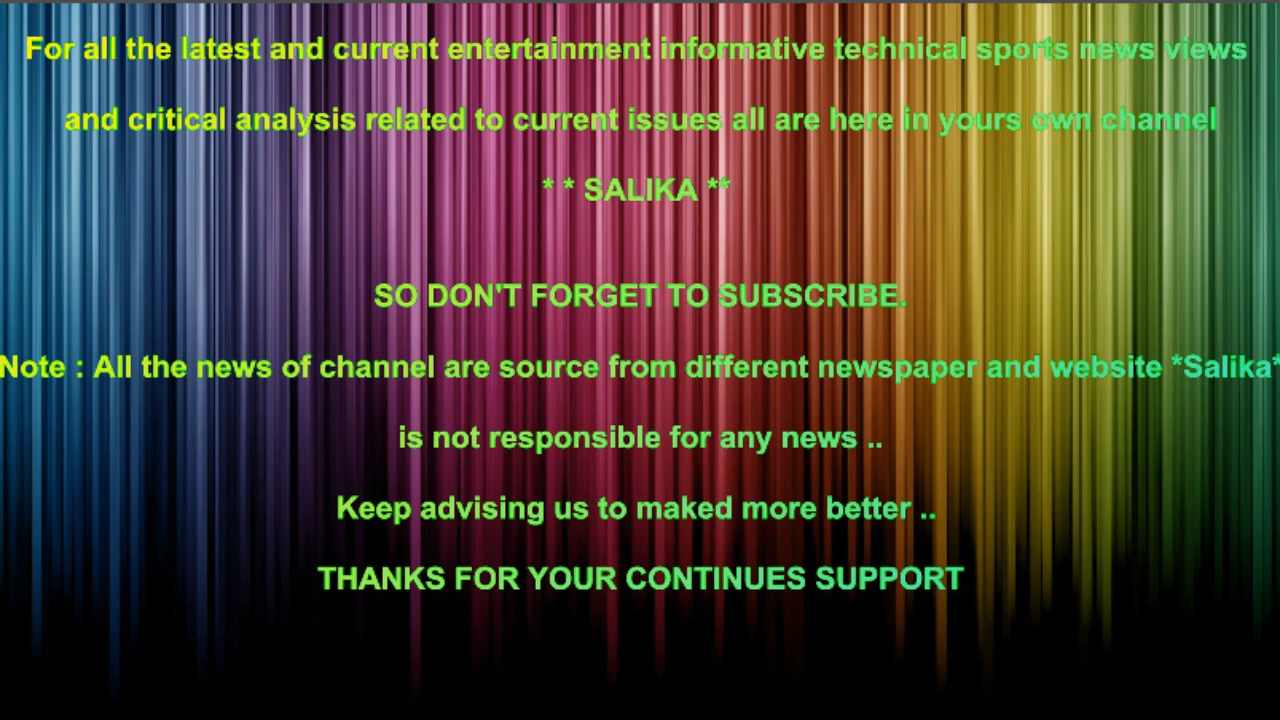 For all the latest and current entertainment informative technical sports news views
and critical analysis related to current issues all are here in yours own channel
* * SALIKA **
SO DON'T FORGET TO SUBSCRIBE.
Note : All the news of channel are source from different newspaper and website *Salika*
is not responsible for any news ..
Keep advising us to maked more better ..
THANKS FOR YOUR CONTINUES SUPPORT